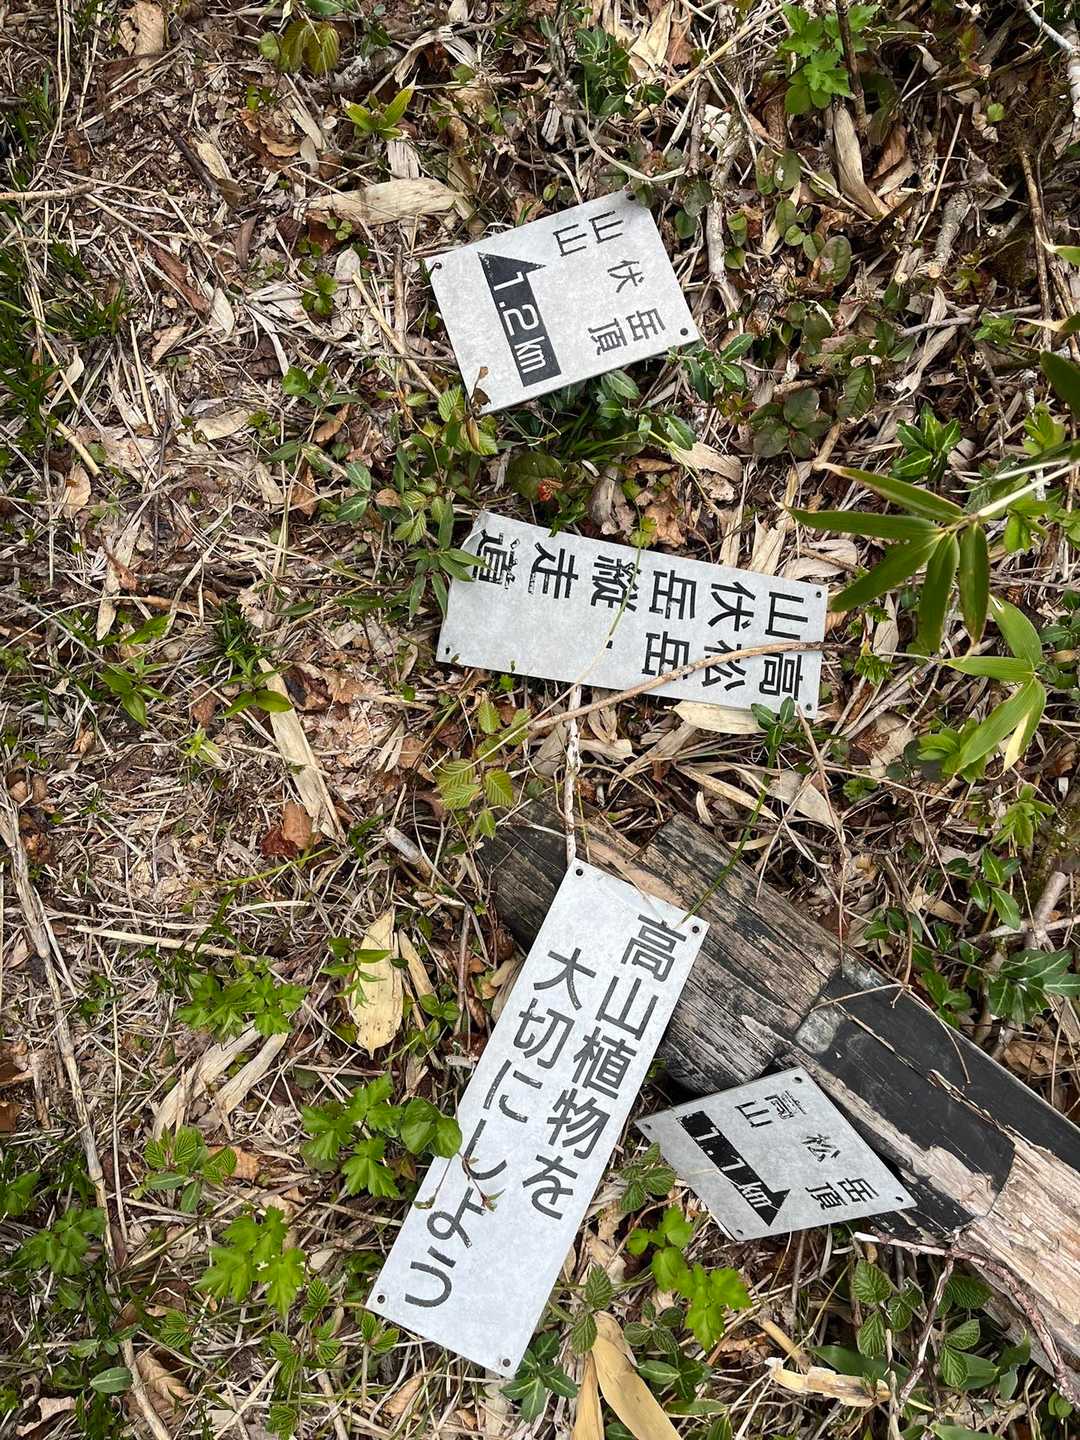 山伏岳
山頂
1.2km
高松岳・
山伏岳縦走道
高山植物を
大切にしよう
高松岳
山頂
1.1km